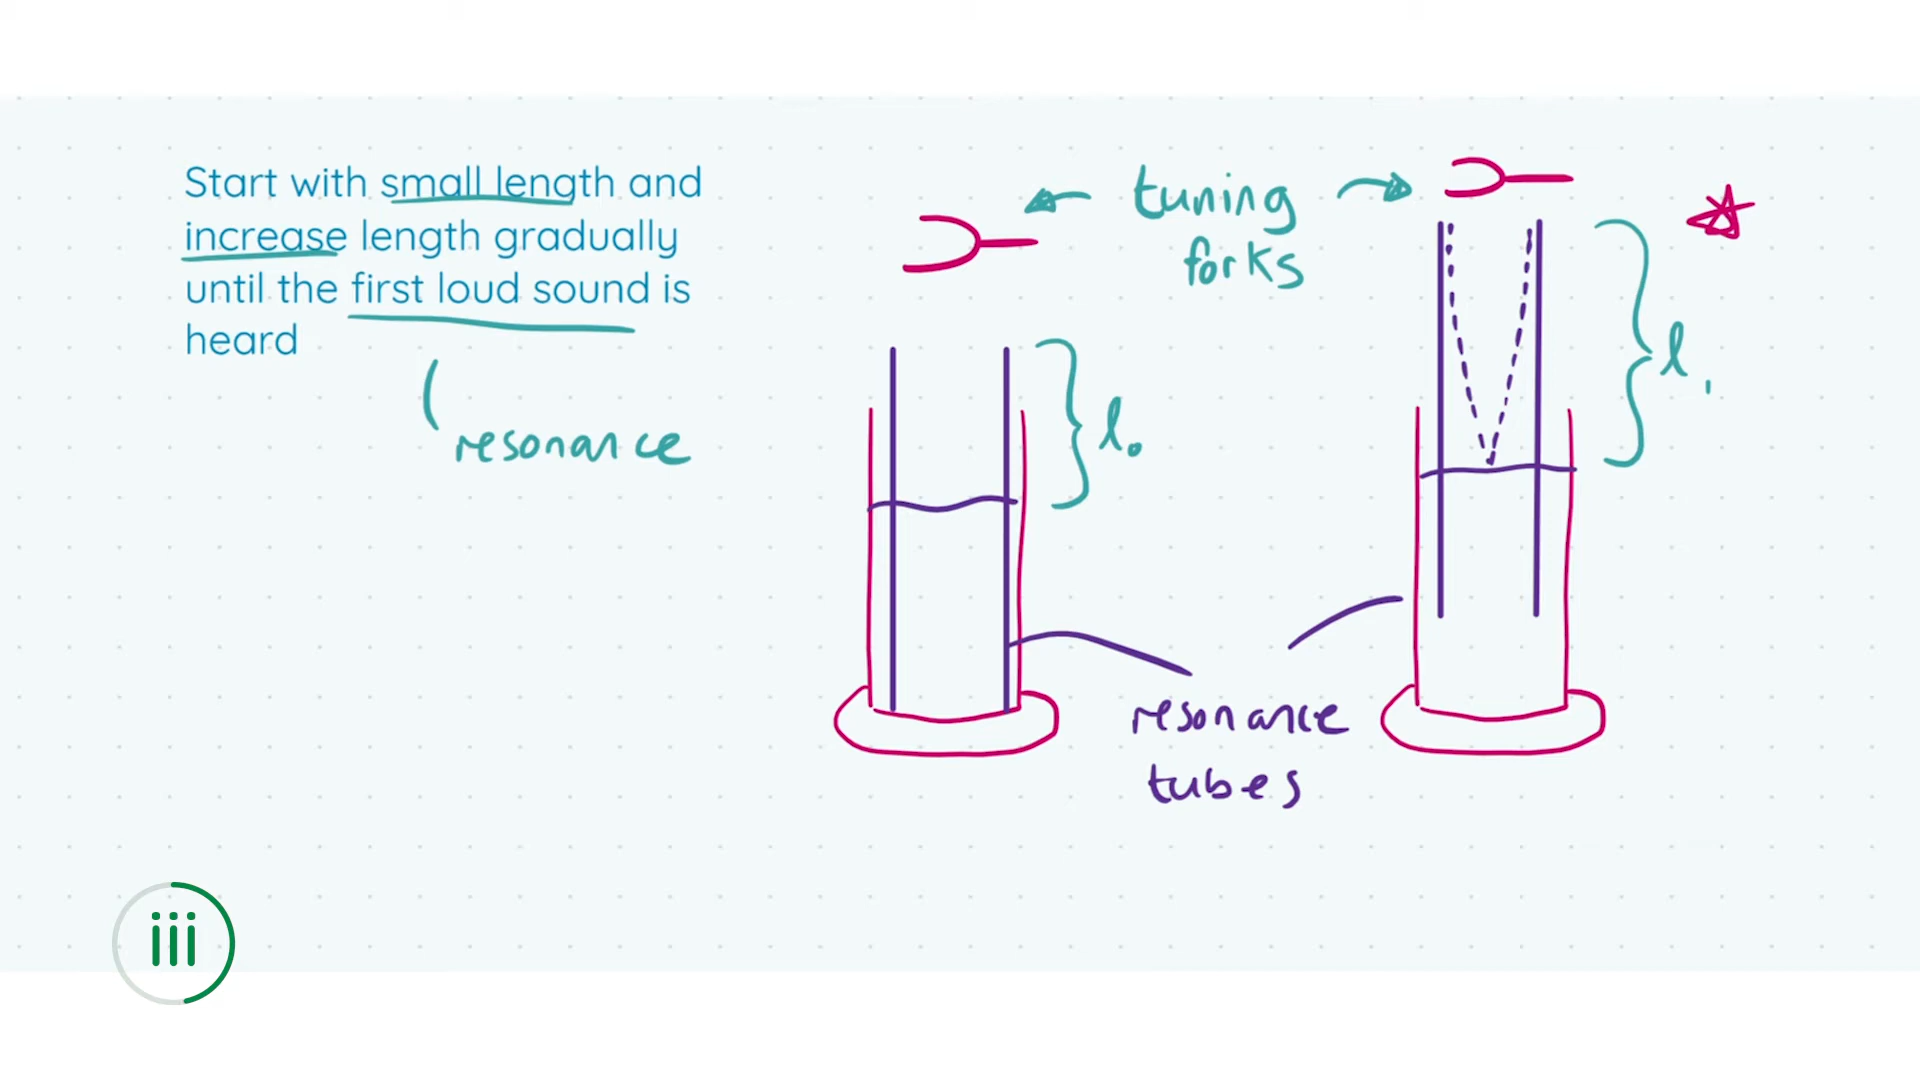 Start with small length and
increase length gradually
until the first loud sound is
heard
resonance
tuning
forks
l₀
l₁
resonance
tubes
iii